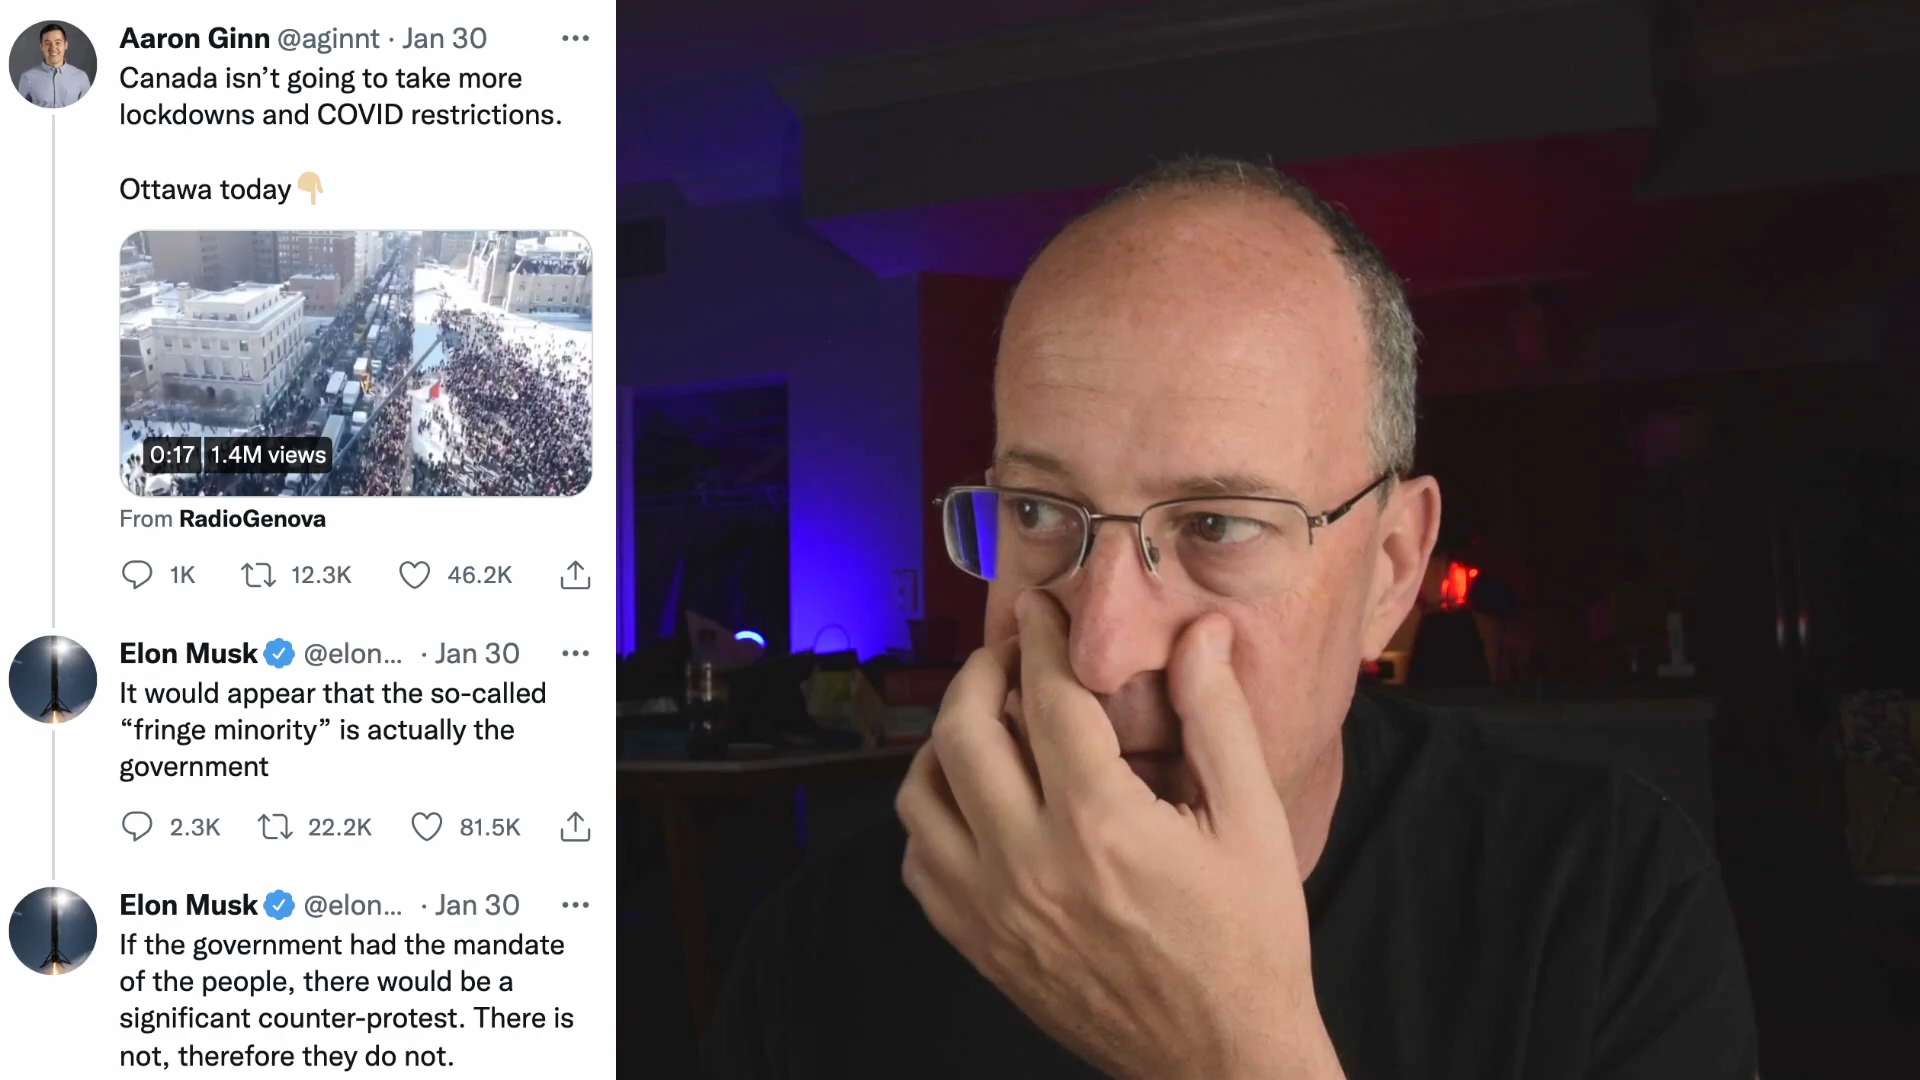 Aaron Ginn @aginnt · Jan 30
Canada isn’t going to take more
lockdowns and COVID restrictions.
Ottawa today👇🏼
0:17 1.4M views
From RadioGenova
1K 12.3K 46.2K
Elon Musk @elon... · Jan 30
It would appear that the so-called
“fringe minority” is actually the
government
2.3K 22.2K 81.5K
Elon Musk @elon... · Jan 30
If the government had the mandate
of the people, there would be a
significant counter-protest. There is
not, therefore they do not.